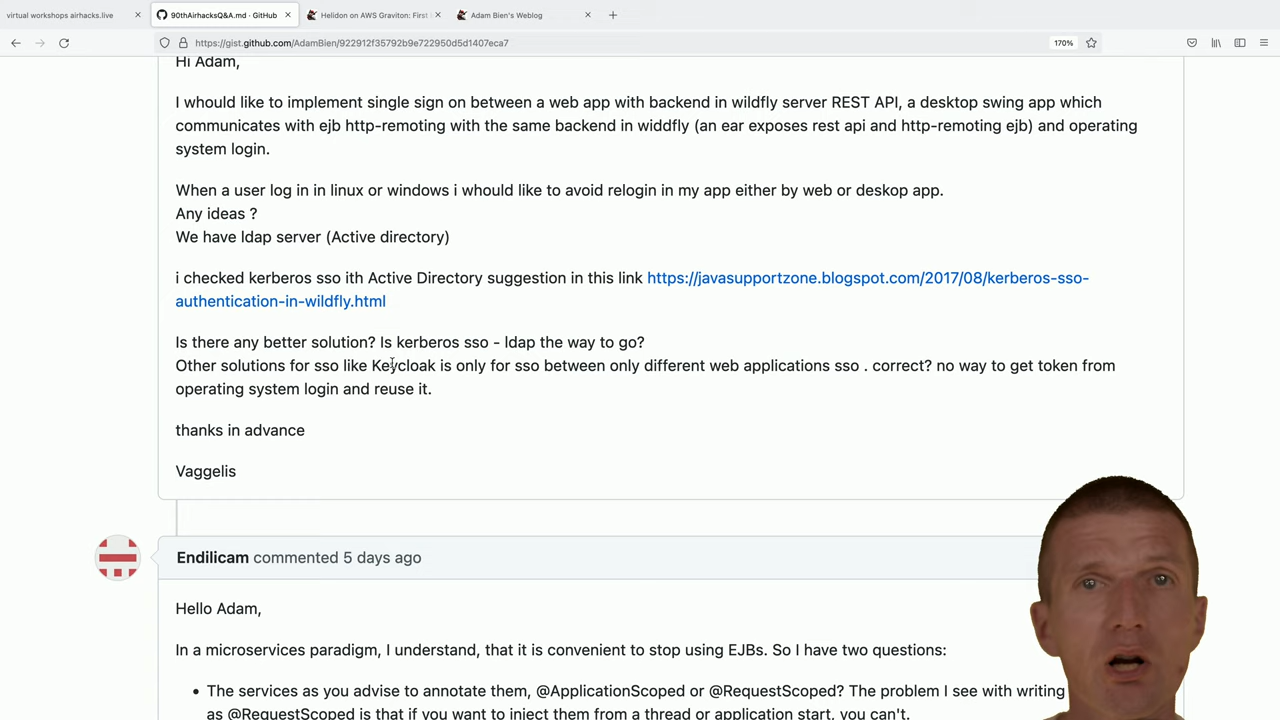 virtual workshops airhacks.live
90thAirhacksQ&A.md · GitHub
Helidon on AWS Graviton: First
Adam Bien's Weblog
https://gist.github.com/AdamBien/922912f35792b9e722950d5d1407eca7
170%
Hi Adam,
I whould like to implement single sign on between a web app with backend in wildfly server REST API, a desktop swing app which
communicates with ejb http-remoting with the same backend in widdfly (an ear exposes rest api and http-remoting ejb) and operating
system login.
When a user log in in linux or windows i whould like to avoid relogin in my app either by web or deskop app.
Any ideas ?
We have ldap server (Active directory)
i checked kerberos sso ith Active Directory suggestion in this link https://javasupportzone.blogspot.com/2017/08/kerberos-sso-
authentication-in-wildfly.html
Is there any better solution? Is kerberos sso - ldap the way to go?
Other solutions for sso like Keycloak is only for sso between only different web applications sso . correct? no way to get token from
operating system login and reuse it.
thanks in advance
Vaggelis
Endilicam commented 5 days ago
Hello Adam,
In a microservices paradigm, I understand, that it is convenient to stop using EJBs. So I have two questions:
• The services as you advise to annotate them, @ApplicationScoped or @RequestScoped? The problem I see with writing
as @RequestScoped is that if you want to inject them from a thread or application start, you can't.